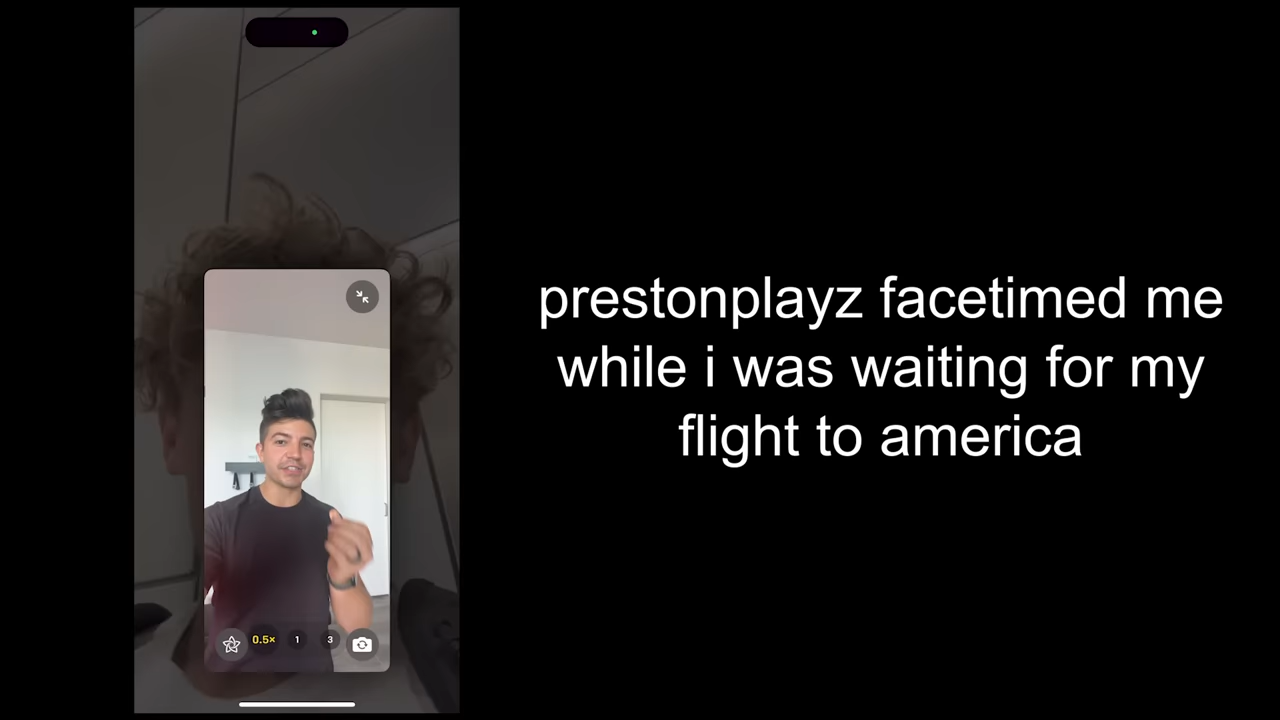 prestonplayz facetimed me
while i was waiting for my
flight to america
0.5× 1 3